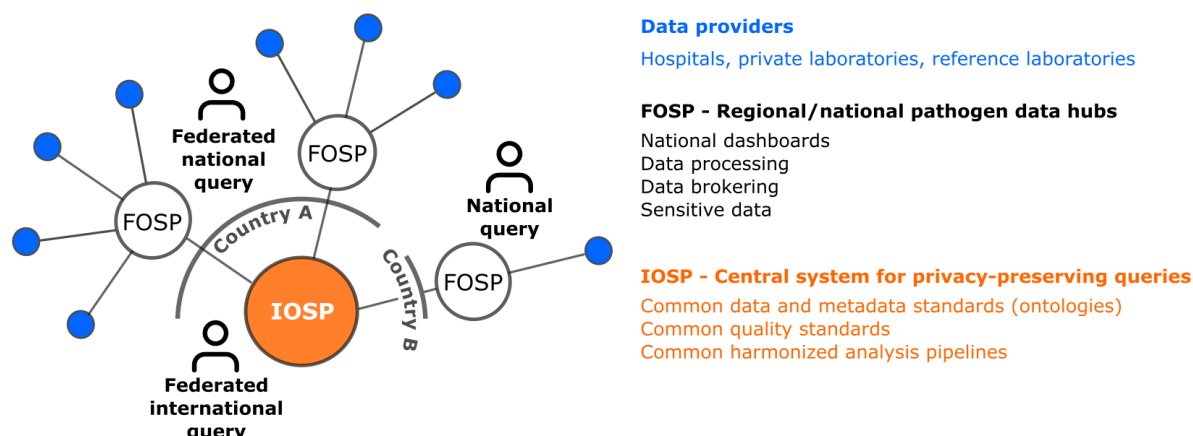 Federated
national
query
FOSP
FOSP
Country A
National
query
FOSP
Country B
IOSP
Federated
international
query
Data providers
Hospitals, private laboratories, reference laboratories
FOSP - Regional/national pathogen data hubs
National dashboards
Data processing
Data brokering
Sensitive data
IOSP - Central system for privacy-preserving queries
Common data and metadata standards (ontologies)
Common quality standards
Common harmonized analysis pipelines